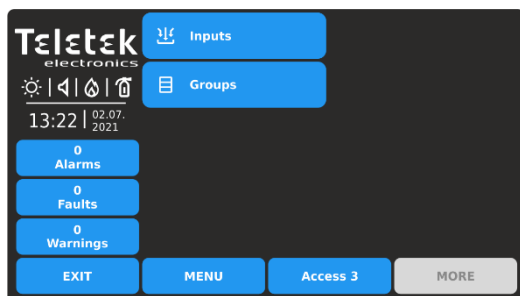 Teletek
electronics
13:22 | 02.07.
2021
0
Alarms
0
Faults
0
Warnings
Inputs
Groups
EXIT
MENU
Access 3
MORE